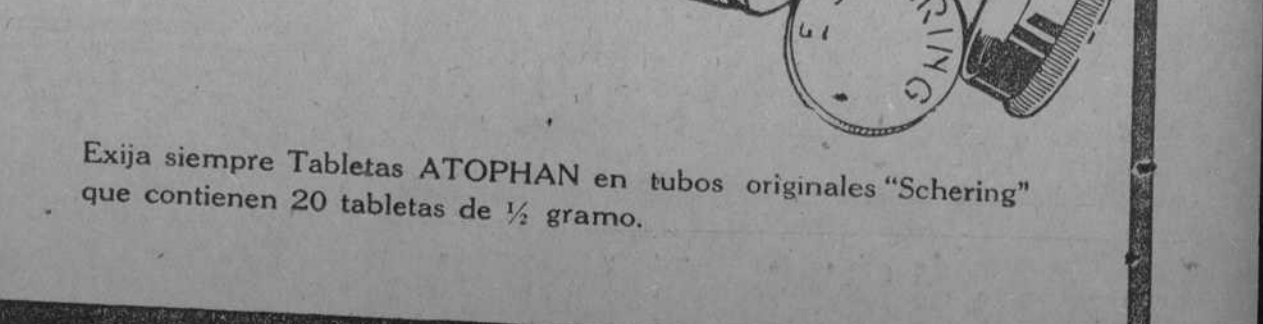 Exija siempre Tabletas ATOPHAN en tubos originales “Schering”
que contienen 20 tabletas de ½ gramo.